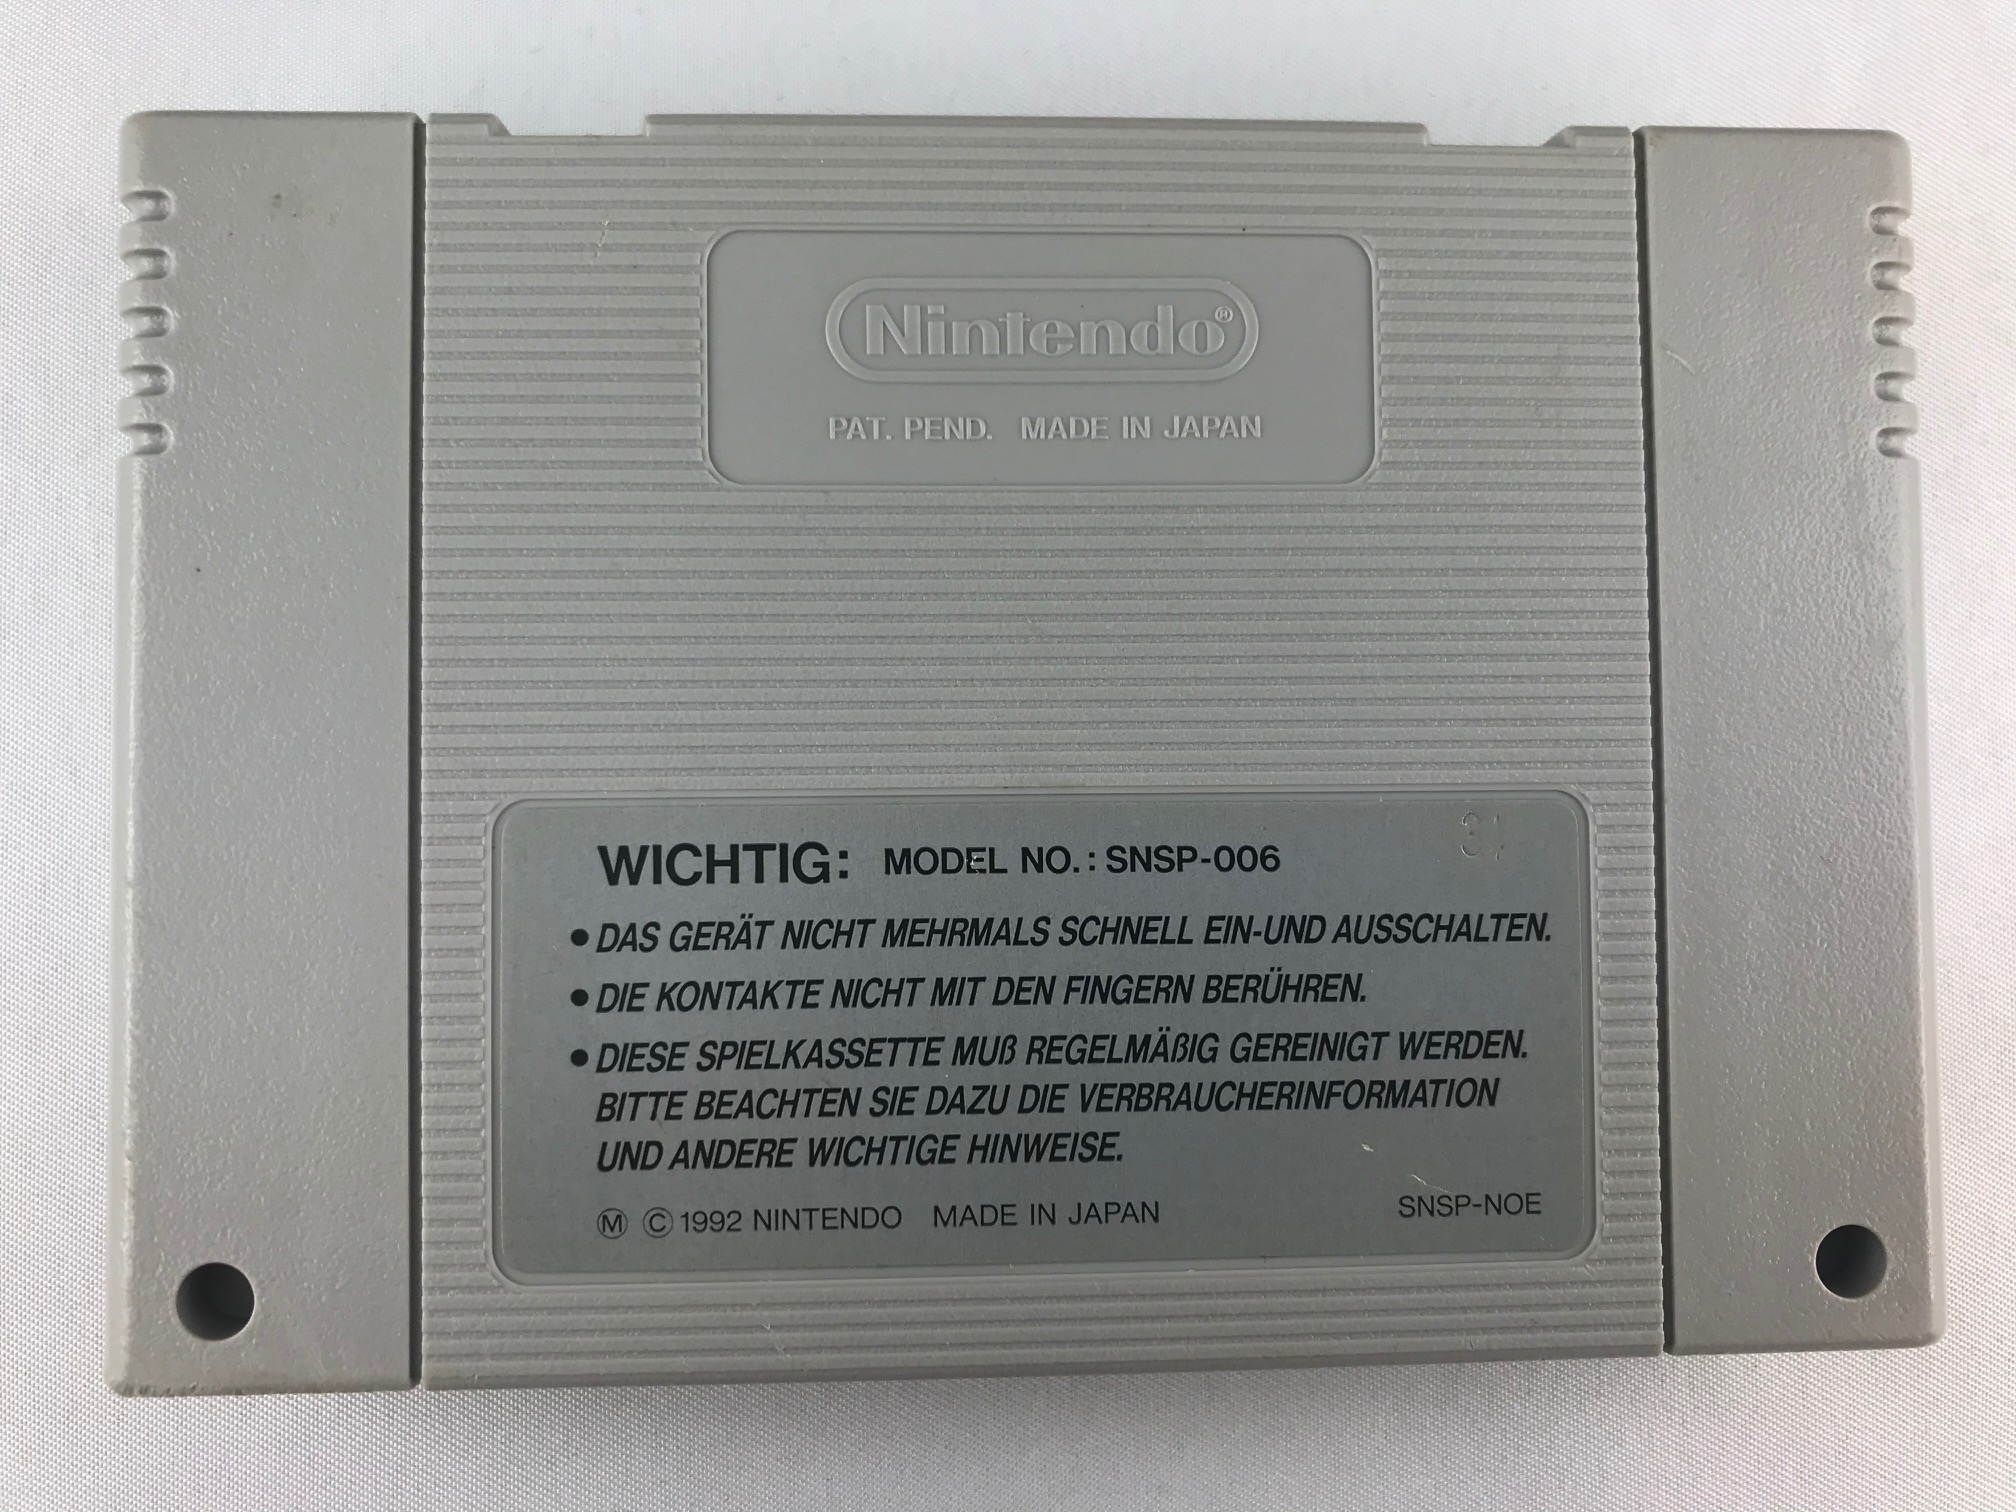 Nintendo®
PAT. PEND. MADE IN JAPAN
31
WICHTIG: MODEL NO.: SNSP-006
● DAS GERÄT NICHT MEHRMALS SCHNELL EIN-UND AUSSCHALTEN.
● DIE KONTAKTE NICHT MIT DEN FINGERN BERÜHREN.
● DIESE SPIELKASSETTE MUß REGELMÄßIG GEREINIGT WERDEN.
BITTE BEACHTEN SIE DAZU DIE VERBRAUCHERINFORMATION
UND ANDERE WICHTIGE HINWEISE.
Ⓜ © 1992 NINTENDO MADE IN JAPAN SNSP-NOE